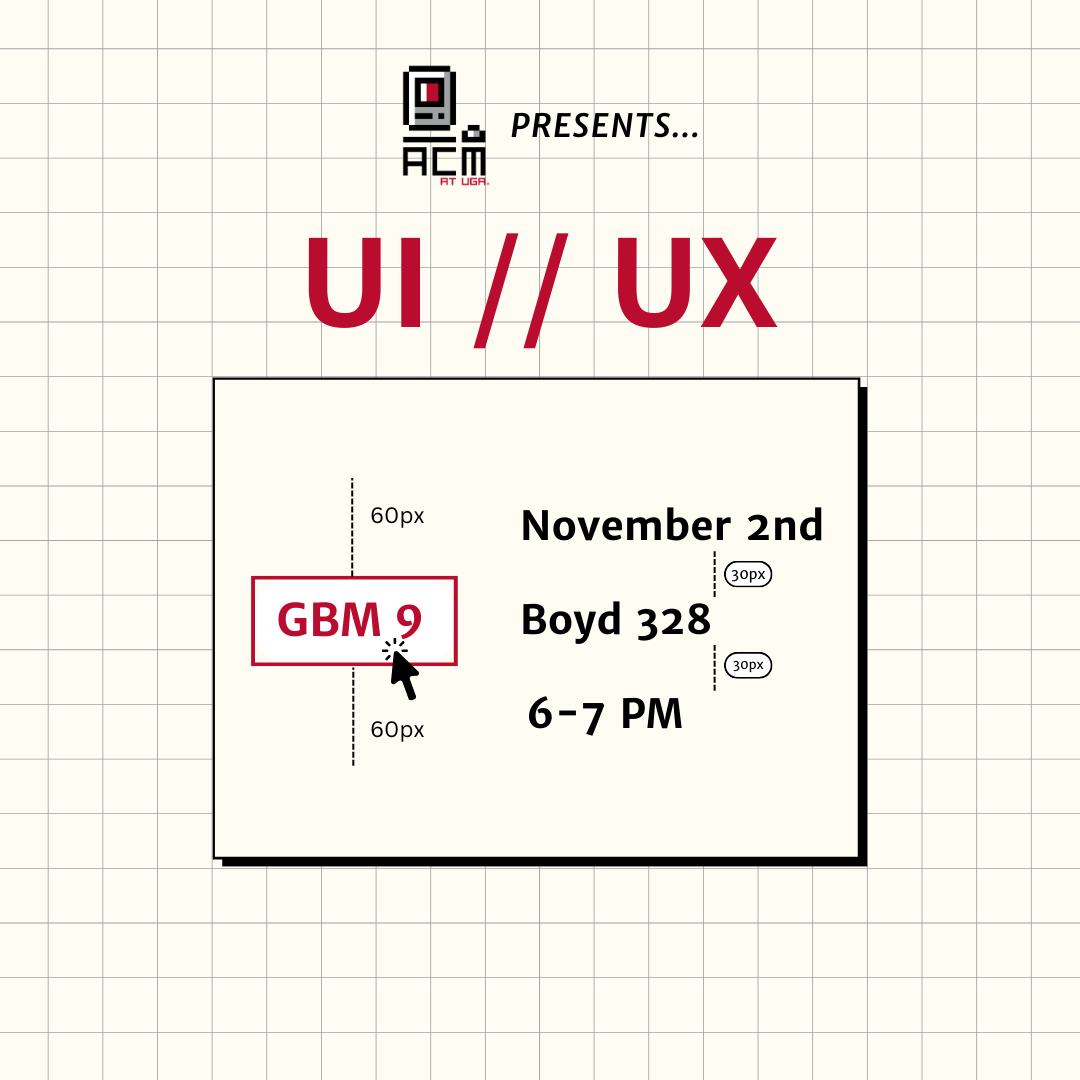 ACM
AT UGA
PRESENTS...
UI // UX
60px
GBM 9
60px
November 2nd
30px
Boyd 328
30px
6-7 PM